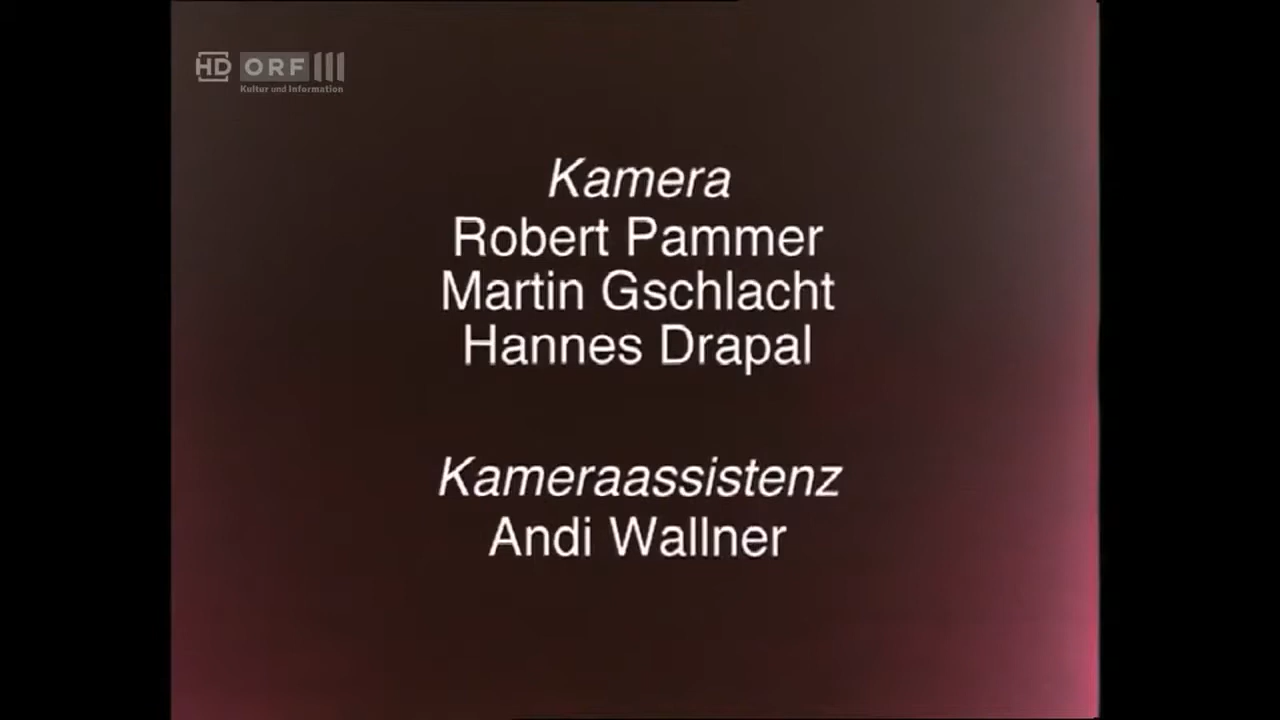 HD ORF III
Kultur und Information
Kamera
Robert Pammer
Martin Gschlacht
Hannes Drapal
Kameraassistenz
Andi Wallner